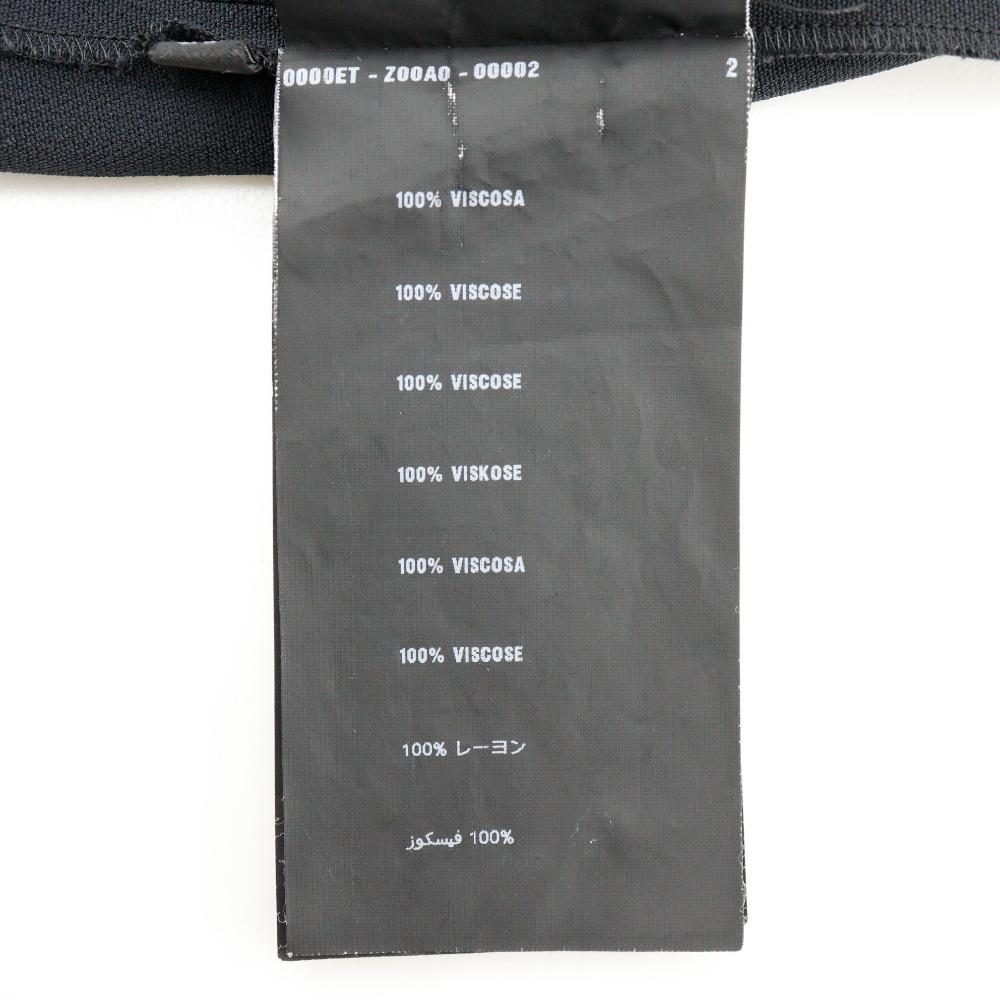 0000ET - Z00A0 - 00002 2
100% VISCOSA
100% VISCOSE
100% VISCOSE
100% VISKOSE
100% VISCOSA
100% VISCOSE
100% レーヨン
100% فيسكوز